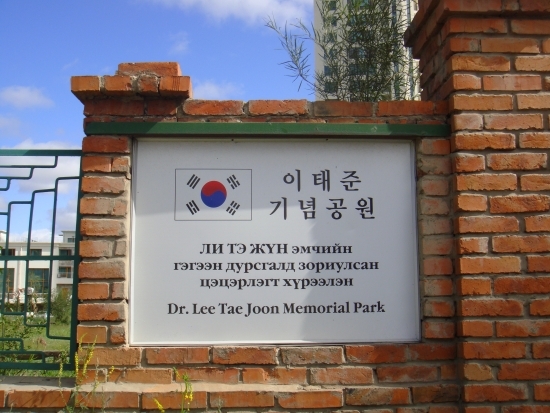 이태준
기념공원
ЛИ ТЭ ЖҮН эмчийн
гэгээн дурсгалд зориулсан
цэцэрлэгт хүрээлэн
Dr. Lee Tae Joon Memorial Park